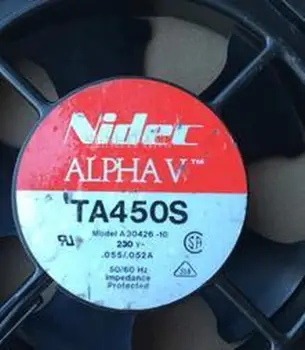 Nidec
ALPHA V™
TA450S
Model A30426-10
230 V~
.055/.052A
50/60 Hz
Impedance
Protected